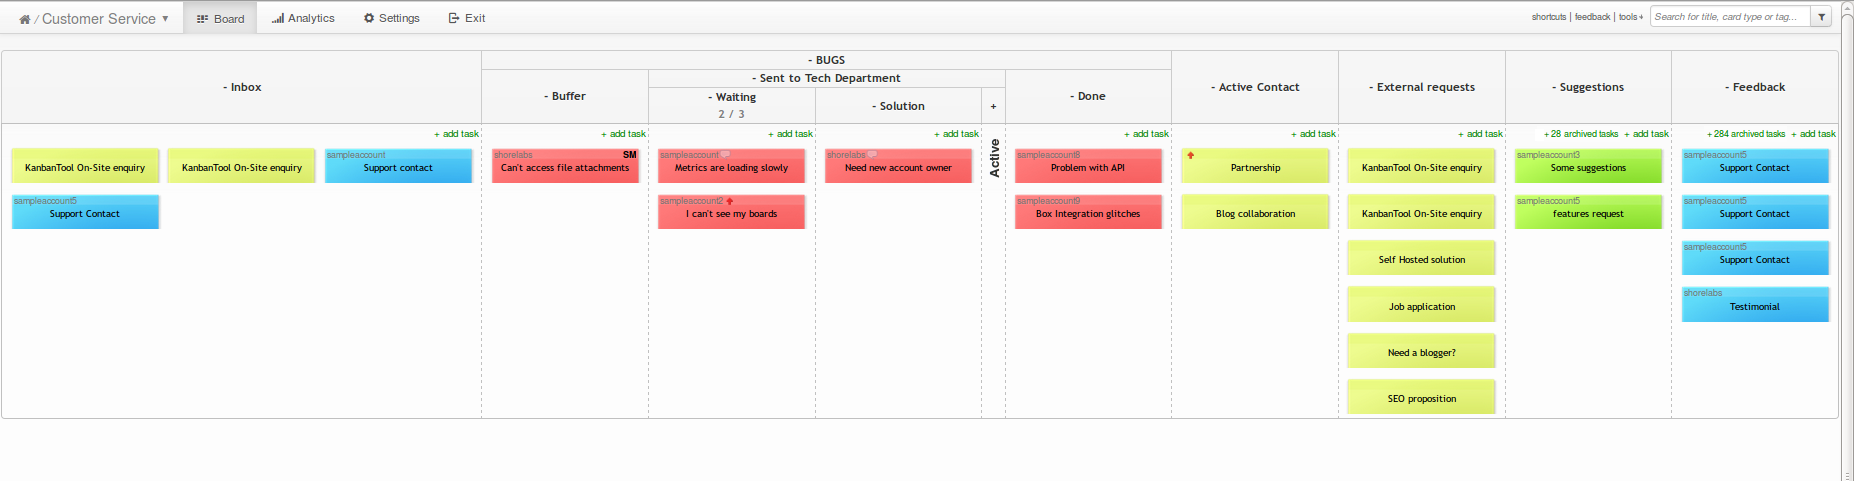 / Customer Service ▼ Board Analytics Settings Exit
shortcuts | feedback | tools
Search for title, card type or tag...
- Inbox
- BUGS
- Buffer
- Sent to Tech Department
- Waiting
2 / 3
- Solution
+
- Done
- Active Contact
- External requests
- Suggestions
- Feedback
+ add task
KanbanTool On-Site enquiry
KanbanTool On-Site enquiry
sampleaccount
Support contact
sampleaccount5
Support Contact
+ add task
shorelabs SM
Can't access file attachments
+ add task
sampleaccount
Metrics are loading slowly
sampleaccount2
I can't see my boards
+ add task
shorelabs
Need new account owner
Active
+ add task
sampleaccount8
Problem with API
sampleaccount9
Box Integration glitches
+ add task
Partnership
Blog collaboration
+ add task
KanbanTool On-Site enquiry
KanbanTool On-Site enquiry
Self Hosted solution
Job application
Need a blogger?
SEO proposition
+ 28 archived tasks + add task
sampleaccount3
Some suggestions
sampleaccount5
features request
+ 284 archived tasks + add task
sampleaccount5
Support Contact
sampleaccount5
Support Contact
sampleaccount5
Support Contact
shorelabs
Testimonial